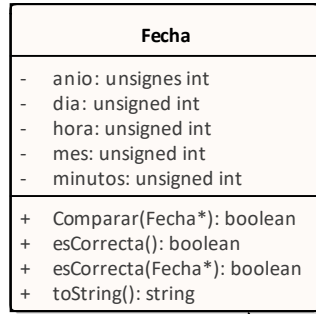 Fecha
- anio: unsignes int
- dia: unsigned int
- hora: unsigned int
- mes: unsigned int
- minutos: unsigned int
+ Comparar(Fecha*): boolean
+ esCorrecta(): boolean
+ esCorrecta(Fecha*): boolean
+ toString(): string